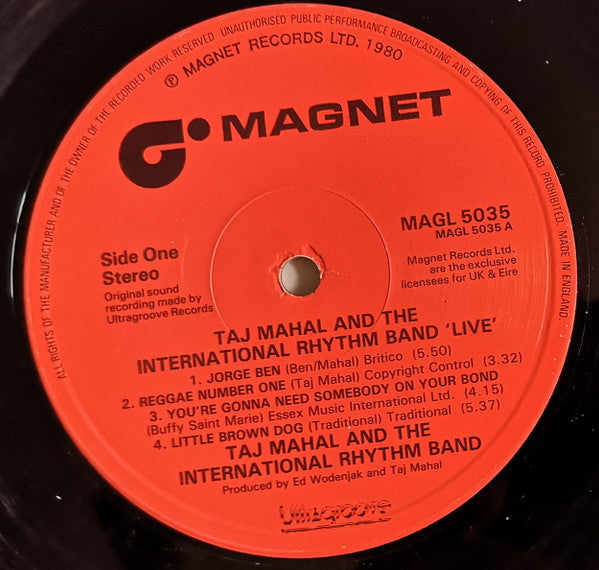 ALL RIGHTS OF THE MANUFACTURER AND OF THE OWNER OF THE RECORDED WORK RESERVED UNAUTHORISED PUBLIC PERFORMANCE BROADCASTING AND COPYING OF THIS RECORD PROHIBITED. MADE IN ENGLAND.
℗ MAGNET RECORDS LTD. 1980
MAGNET
MAGL 5035
MAGL 5035 A
Side One
Stereo
Original sound
recording made by
Ultragroove Records
Magnet Records Ltd.
are the exclusive
licensees for UK & Eire
TAJ MAHAL AND THE
INTERNATIONAL RHYTHM BAND 'LIVE'
1. JORGE BEN (Ben/Mahal) Britico (5.50)
2. REGGAE NUMBER ONE (Taj Mahal) Copyright Control (3.32)
3. YOU'RE GONNA NEED SOMEBODY ON YOUR BOND
(Buffy Saint Marie) Essex Music International Ltd. (4.15)
4. LITTLE BROWN DOG (Traditional) Traditional (5.37)
TAJ MAHAL AND THE
INTERNATIONAL RHYTHM BAND
Produced by Ed Wodenjak and Taj Mahal
Ultragroove